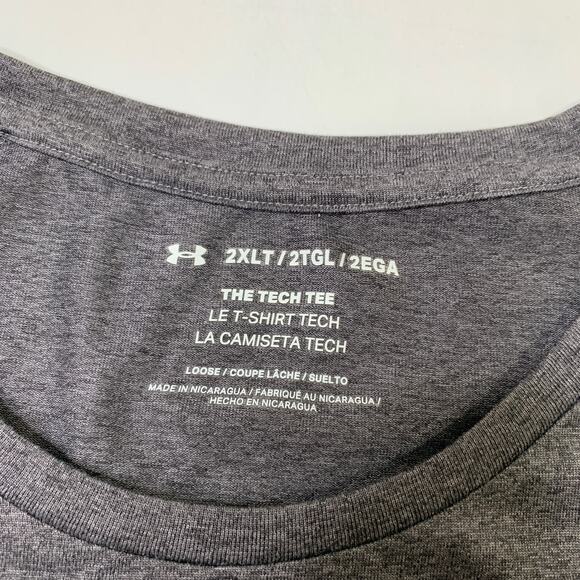 2XLT / 2TGL / 2EGA
THE TECH TEE
LE T-SHIRT TECH
LA CAMISETA TECH
LOOSE / COUPE LÂCHE / SUELTO
MADE IN NICARAGUA / FABRIQUÉ AU NICARAGUA /
HECHO EN NICARAGUA